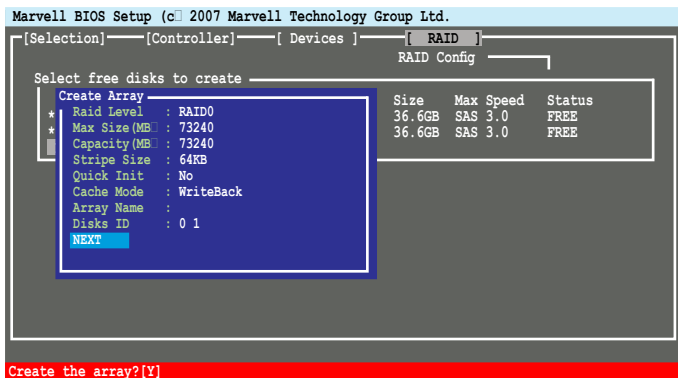 Marvell BIOS Setup (c□ 2007 Marvell Technology Group Ltd.
[Selection] [Controller] [ Devices ] [ RAID ]
RAID Config
Select free disks to create
Create Array
Size Max Speed Status
* Raid Level : RAID0 36.6GB SAS 3.0 FREE
* Max Size(MB□ : 73240 36.6GB SAS 3.0 FREE
Capacity(MB□ : 73240
Stripe Size : 64KB
Quick Init : No
Cache Mode : WriteBack
Array Name :
Disks ID : 0 1
NEXT
Create the array?[Y]